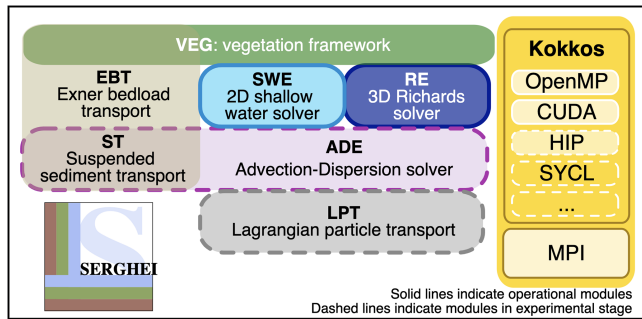 VEG: vegetation framework
EBT
Exner bedload
transport
SWE
2D shallow
water solver
RE
3D Richards
solver
ST
Suspended
sediment transport
ADE
Advection-Dispersion solver
LPT
Lagrangian particle transport
S
SERGHEI
Kokkos
OpenMP
CUDA
HIP
SYCL
...
MPI
Solid lines indicate operational modules
Dashed lines indicate modules in experimental stage